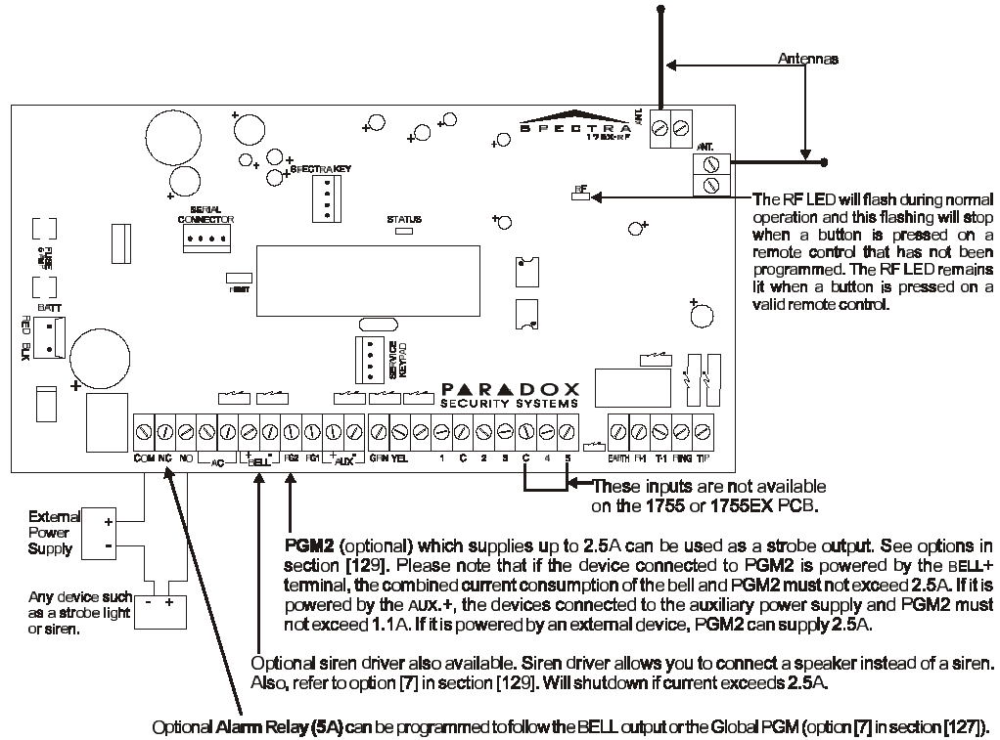 Antennas
ANT.
SPECTRA
175X-RF
ANT.
SPECTRA KEY
RF
The RF LED will flash during normal
operation and this flashing will stop
when a button is pressed on a
remote control that has not been
programmed. The RF LED remains
lit when a button is pressed on a
valid remote control.
SERIAL
CONNECTOR
STATUS
FUSE
RESET
BATT
RED BLK
SERVICE
KEYPAD
PARADOX
SECURITY SYSTEMS
COM NC NO AC + BELL - PG2 PG1 + AUX - GRN YEL 1 C 2 3 C 4 5 EARTH R-1 T-1 RING TIP
These inputs are not available
on the 1755 or 1755EX PCB.
External
Power
Supply
+
-
Any device such
as a strobe light
or siren.
- +
PGM2 (optional) which supplies up to 2.5A can be used as a strobe output. See options in
section [129]. Please note that if the device connected to PGM2 is powered by the BELL+
terminal, the combined current consumption of the bell and PGM2 must not exceed 2.5A. If it is
powered by the AUX.+, the devices connected to the auxiliary power supply and PGM2 must
not exceed 1.1A. If it is powered by an external device, PGM2 can supply 2.5A.
Optional siren driver also available. Siren driver allows you to connect a speaker instead of a siren.
Also, refer to option [7] in section [129]. Will shutdown if current exceeds 2.5A.
Optional Alarm Relay (5A) can be programmed to follow the BELL output or the Global PGM (option [7] in section [127]).